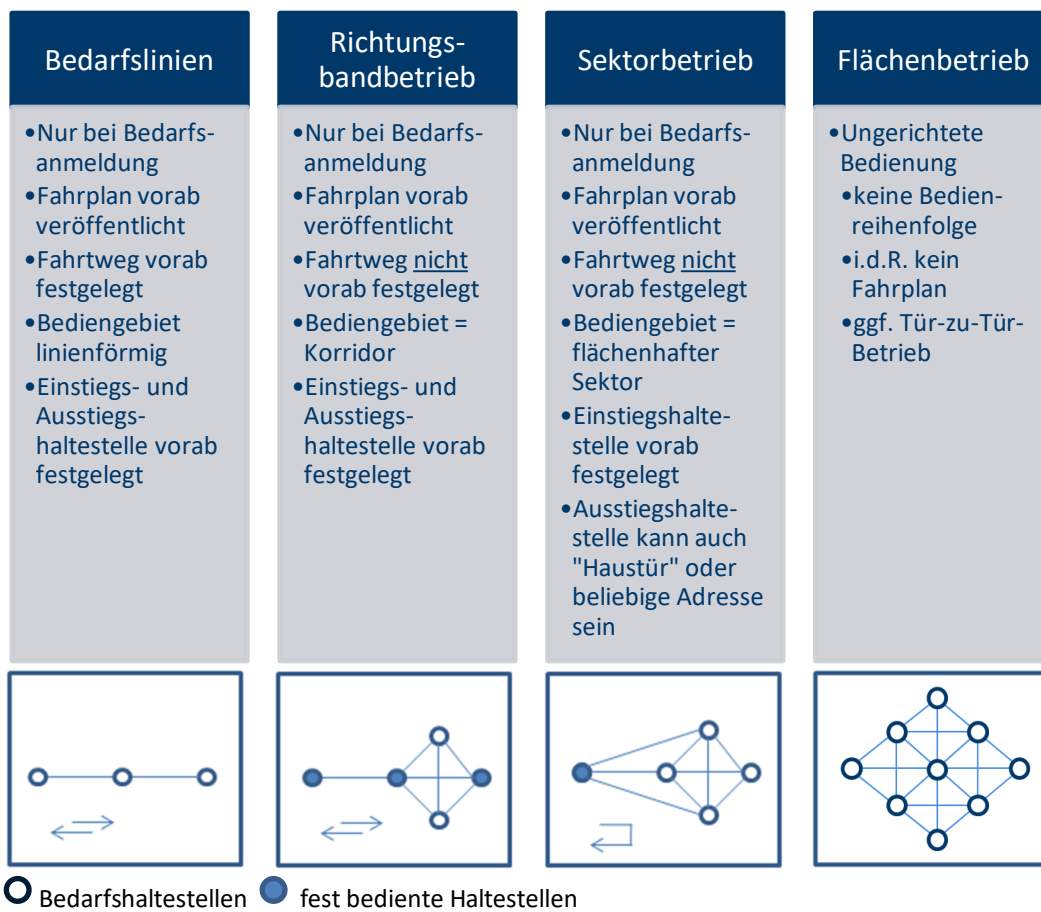 Bedarfslinien
•Nur bei Bedarfs-
anmeldung
•Fahrplan vorab
veröffentlicht
•Fahrtweg vorab
festgelegt
•Bediengebiet
linienförmig
•Einstiegs- und
Ausstiegs-
haltestelle vorab
festgelegt
Richtungs-
bandbetrieb
•Nur bei Bedarfs-
anmeldung
•Fahrplan vorab
veröffentlicht
•Fahrtweg nicht
vorab festgelegt
•Bediengebiet =
Korridor
•Einstiegs- und
Ausstiegs-
haltestelle vorab
festgelegt
Sektorbetrieb
•Nur bei Bedarfs-
anmeldung
•Fahrplan vorab
veröffentlicht
•Fahrtweg nicht
vorab festgelegt
•Bediengebiet =
flächenhafter
Sektor
•Einstiegshalte-
stelle vorab
festgelegt
•Ausstiegshalte-
stelle kann auch
"Haustür" oder
beliebige Adresse
sein
Flächenbetrieb
•Ungerichtete
Bedienung
•keine Bedien-
reihenfolge
•i.d.R. kein
Fahrplan
•ggf. Tür-zu-Tür-
Betrieb
Bedarfshaltestellen fest bediente Haltestellen